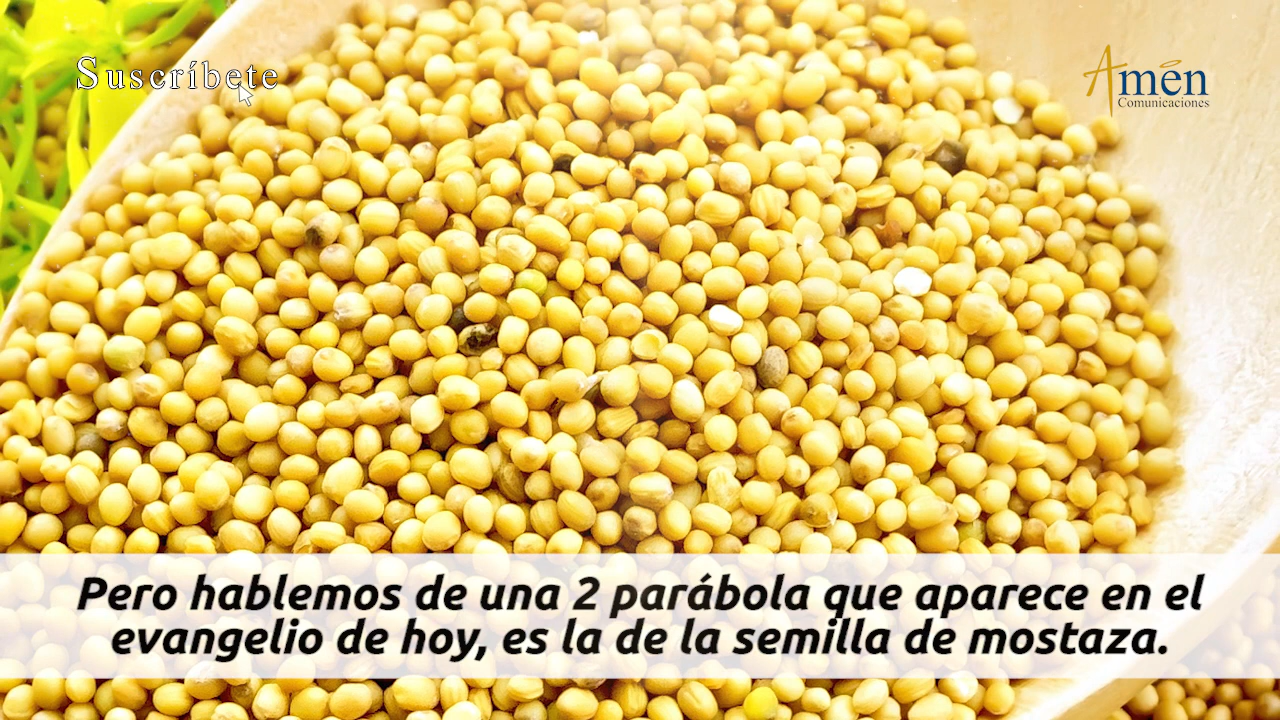 Suscríbete
Amén
Comunicaciones
Pero hablemos de una 2 parábola que aparece en el
evangelio de hoy, es la de la semilla de mostaza.